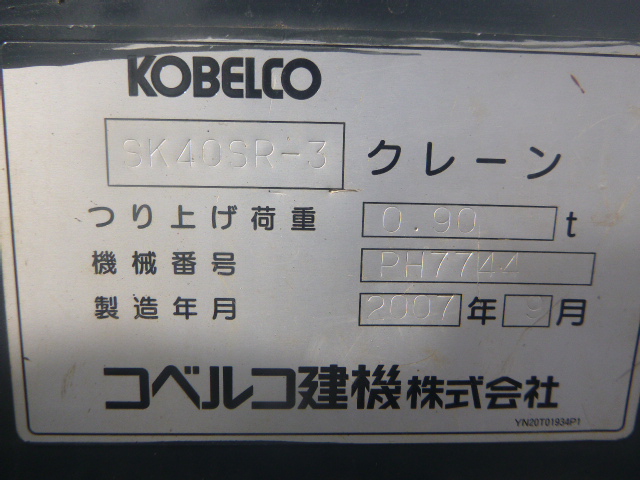 KOBELCO
SK40SR-3 クレーン
つり上げ荷重 0.90 t
機械番号 PH7744
製造年月 2007 年 9 月
コベルコ建機株式会社
YN20T01934P1